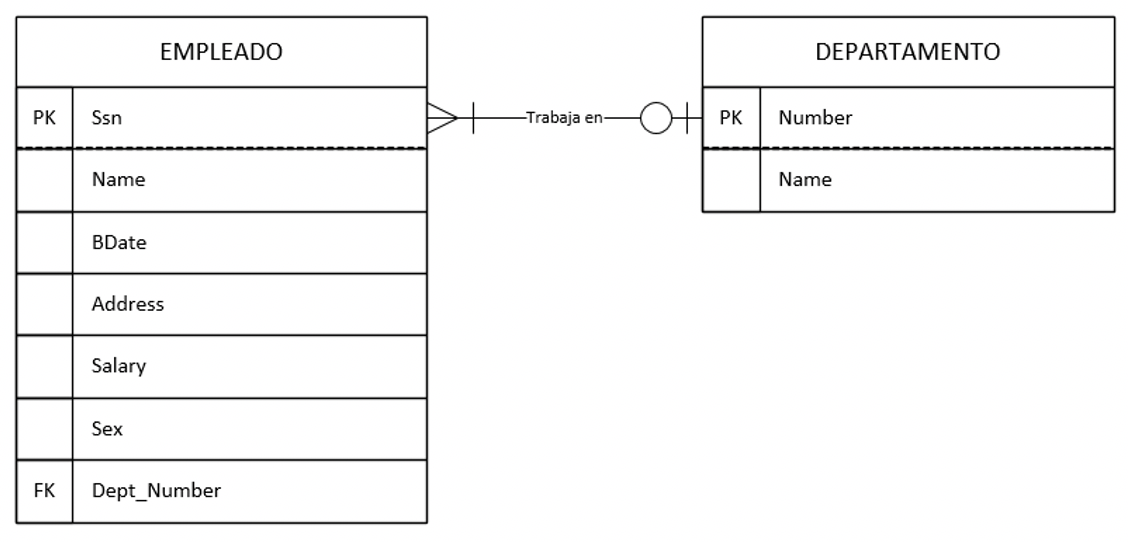 EMPLEADO
PK Ssn
Name
BDate
Address
Salary
Sex
FK Dept_Number
Trabaja en
DEPARTAMENTO
PK Number
Name